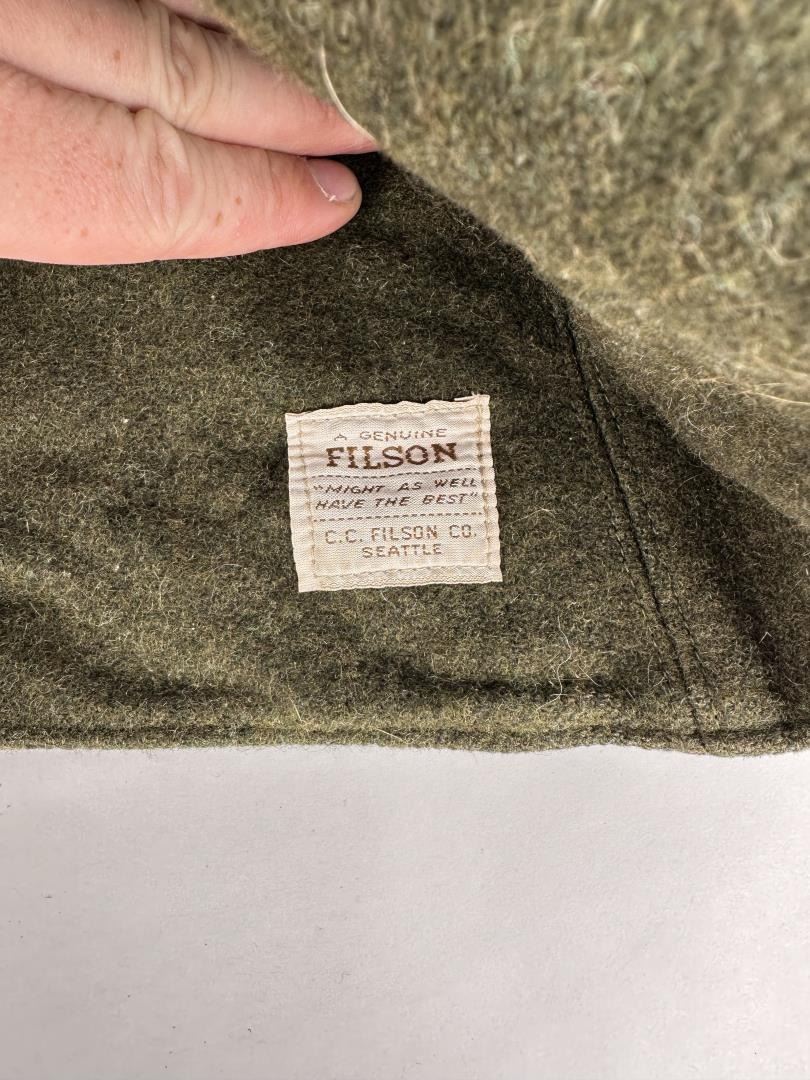 A GENUINE
FILSON
"MIGHT AS WELL
HAVE THE BEST"
C.C. FILSON CO.
SEATTLE